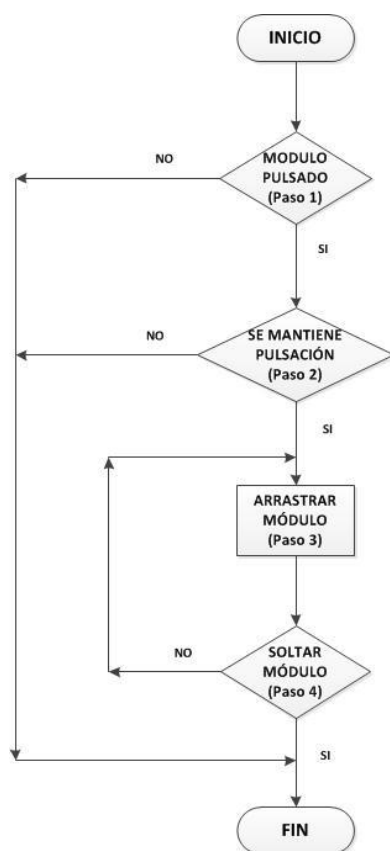 INICIO
NO
MODULO
PULSADO
(Paso 1)
SI
NO
SE MANTIENE
PULSACIÓN
(Paso 2)
SI
ARRASTRAR
MÓDULO
(Paso 3)
NO
SOLTAR
MÓDULO
(Paso 4)
SI
FIN